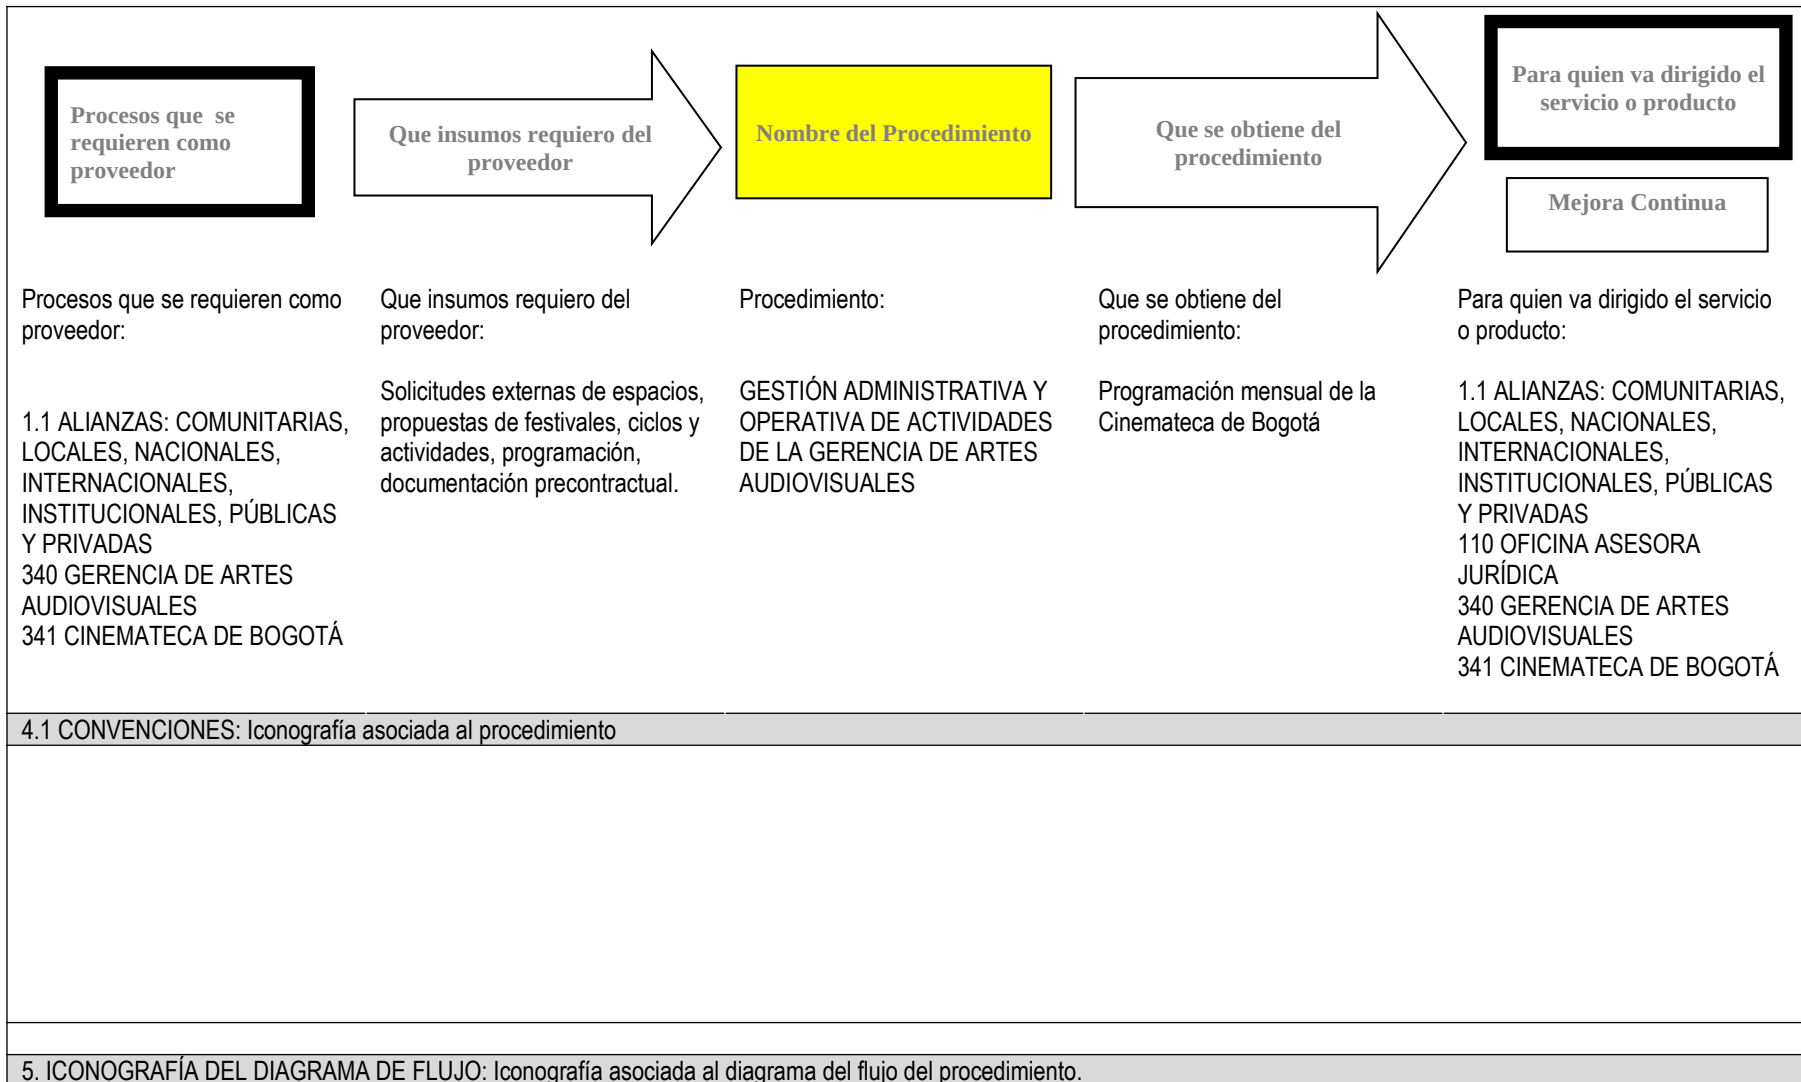 Procesos que  se
requieren como
proveedor
Que insumos requiero del
proveedor
Nombre del Procedimiento
Que se obtiene del
procedimiento
Para quien va dirigido el
servicio o producto
Mejora Continua
Procesos que se requieren como
proveedor:
1.1 ALIANZAS: COMUNITARIAS,
LOCALES, NACIONALES,
INTERNACIONALES,
INSTITUCIONALES, PÚBLICAS
Y PRIVADAS
340 GERENCIA DE ARTES
AUDIOVISUALES
341 CINEMATECA DE BOGOTÁ
Que insumos requiero del
proveedor:
Solicitudes externas de espacios,
propuestas de festivales, ciclos y
actividades, programación,
documentación precontractual.
Procedimiento:
GESTIÓN ADMINISTRATIVA Y
OPERATIVA DE ACTIVIDADES
DE LA GERENCIA DE ARTES
AUDIOVISUALES
Que se obtiene del
procedimiento:
Programación mensual de la
Cinemateca de Bogotá
Para quien va dirigido el servicio
o producto:
1.1 ALIANZAS: COMUNITARIAS,
LOCALES, NACIONALES,
INTERNACIONALES,
INSTITUCIONALES, PÚBLICAS
Y PRIVADAS
110 OFICINA ASESORA
JURÍDICA
340 GERENCIA DE ARTES
AUDIOVISUALES
341 CINEMATECA DE BOGOTÁ
4.1 CONVENCIONES: Iconografía asociada al procedimiento
5. ICONOGRAFÍA DEL DIAGRAMA DE FLUJO: Iconografía asociada al diagrama del flujo del procedimiento.